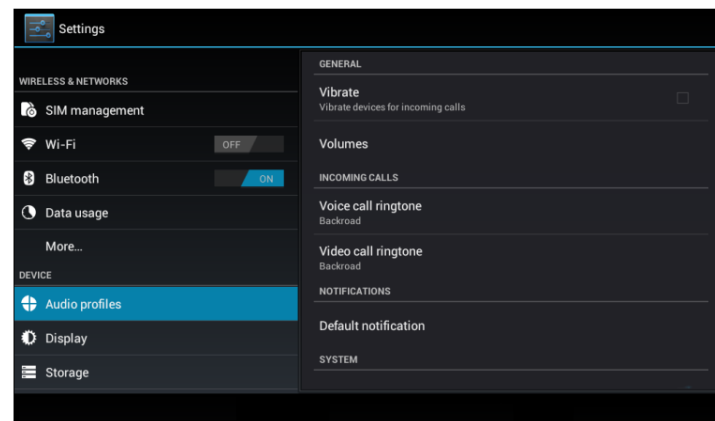 Settings
WIRELESS & NETWORKS
SIM management
Wi-Fi
OFF
Bluetooth
ON
Data usage
More...
DEVICE
Audio profiles
Display
Storage
GENERAL
Vibrate
Vibrate devices for incoming calls
Volumes
INCOMING CALLS
Voice call ringtone
Backroad
Video call ringtone
Backroad
NOTIFICATIONS
Default notification
SYSTEM